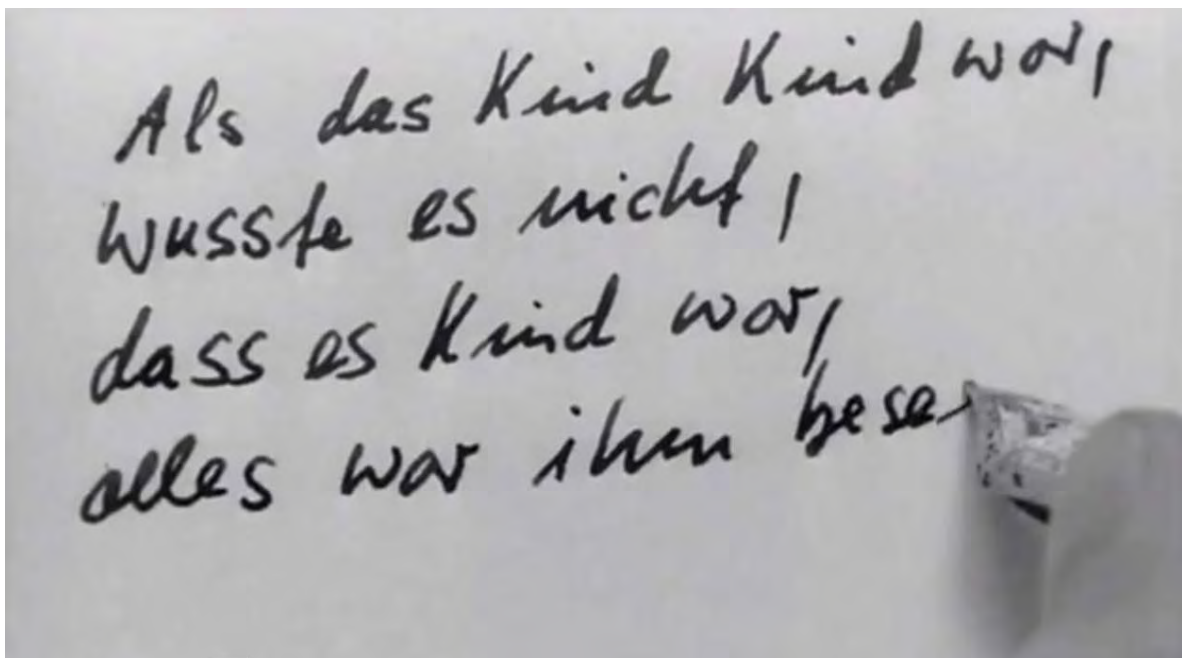 Als das Kind Kind war,
wusste es nicht,
dass es Kind war,
alles war ihm bese